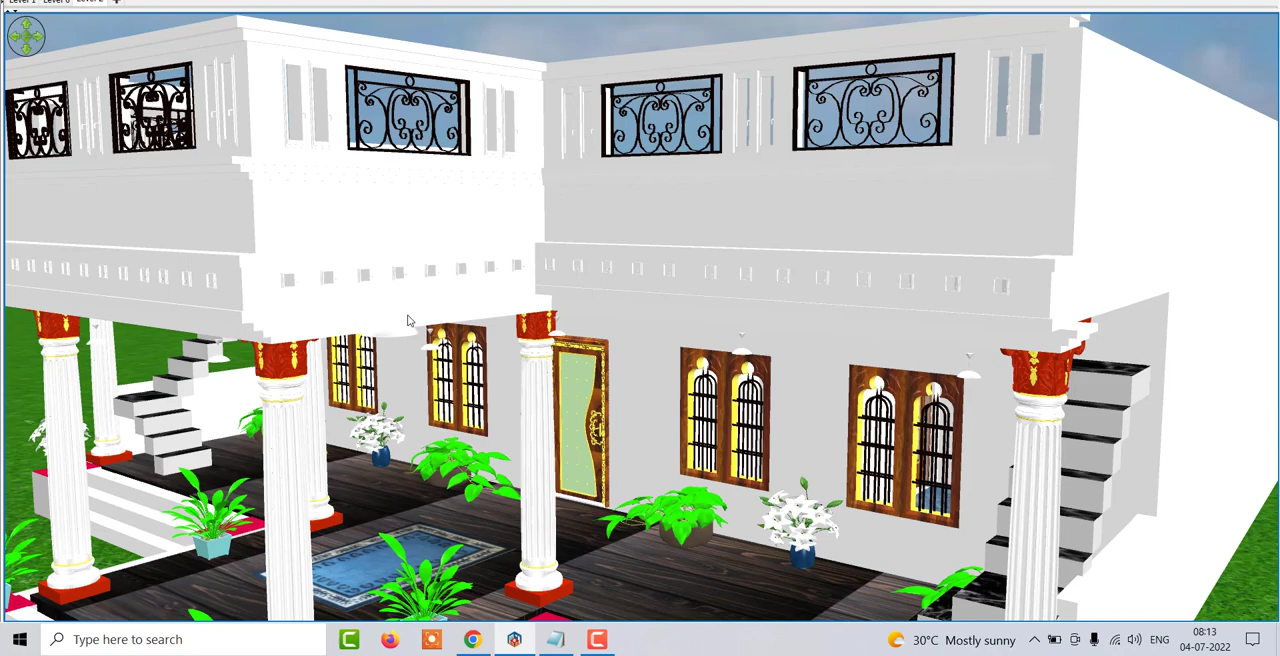 Type here to search
30°C Mostly sunny
ENG
08:13
04-07-2022